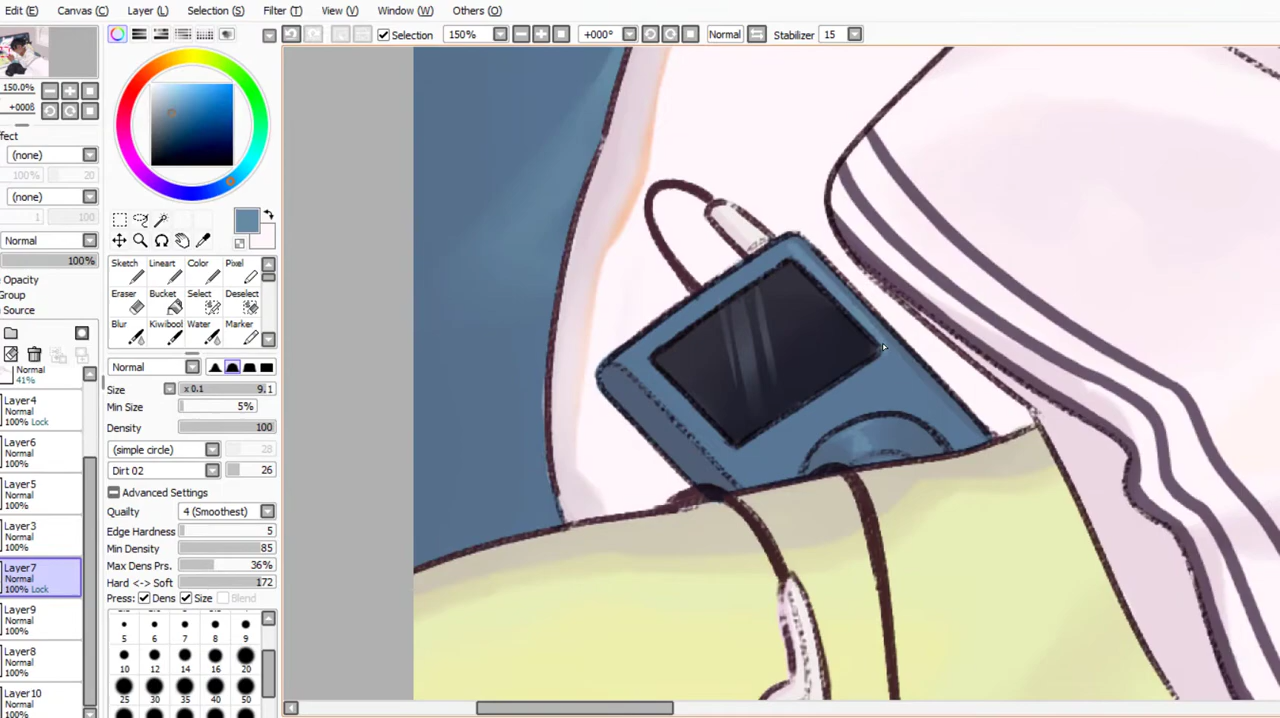 Edit (E) Canvas (C) Layer (L) Selection (S) Filter (T) View (V) Window (W) Others (O)
Selection 150% +000° Normal Stabilizer 15
150.0%
+000δ
ffect
(none)
100% 20
(none)
1 100
Normal
100%
Opacity
Group
Source
Normal
41%
Layer4
Normal
100% Lock
Layer6
Normal
100%
Layer5
Normal
100%
Layer3
Normal
100%
Layer7
Normal
100% Lock
Layer9
Normal
100%
Layer8
Normal
100%
Layer10
Normal
Sketch Lineart Color Pixel
Eraser Bucket Select Deselect
Blur Kiwibool Water Marker
Normal
Size x 0.1 9.1
Min Size 5%
Density 100
(simple circle) 28
Dirt 02 26
Advanced Settings
Quality 4 (Smoothest)
Edge Hardness 5
Min Density 85
Max Dens Prs. 36%
Hard <-> Soft 172
Press: Dens Size Blend
5 6 7 8 9
10 12 14 16 20
25 30 35 40 50